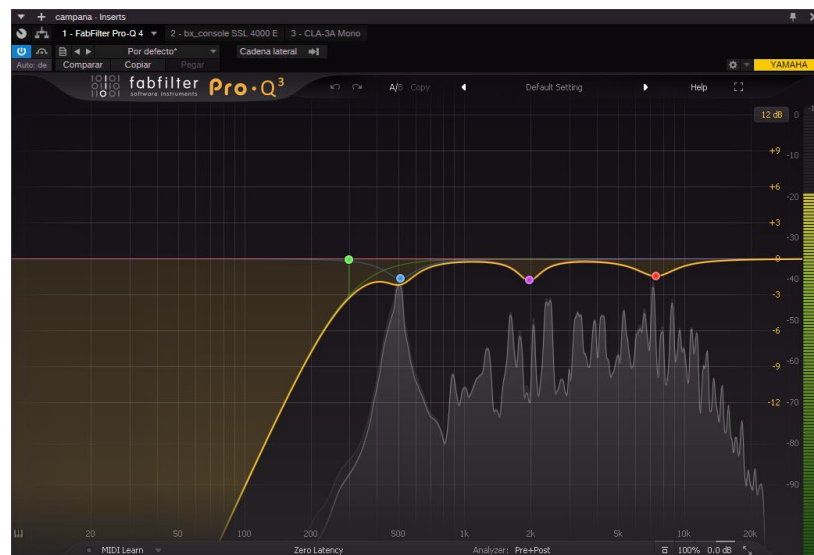 campana - Inserts
1 - FabFilter Pro-Q 4 2 - bx_console SSL 4000 E 3 - CLA-3A Mono
Por defecto* Cadena lateral
Auto: de Comparar Copiar Pegar YAMAHA
fabfilter Pro·Q3
software instruments
A/B Copy Default Setting Help
12 dB 0
+9 -10
+6 -20
+3 -30
0 -40
-3 -50
-6 -60
-9 -70
-12 -80
-90
20 50 100 200 500 1k 2k 5k 10k 20k
MIDI Learn Zero Latency Analyzer: Pre+Post 100% 0.0 dB